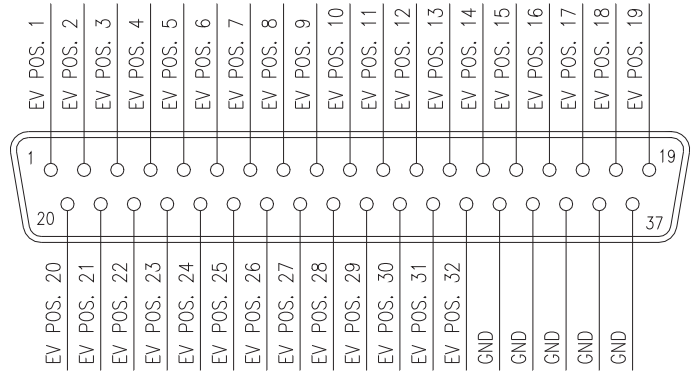 EV POS. 1
EV POS. 2
EV POS. 3
EV POS. 4
EV POS. 5
EV POS. 6
EV POS. 7
EV POS. 8
EV POS. 9
EV POS. 10
EV POS. 11
EV POS. 12
EV POS. 13
EV POS. 14
EV POS. 15
EV POS. 16
EV POS. 17
EV POS. 18
EV POS. 19
1
19
20
37
EV POS. 20
EV POS. 21
EV POS. 22
EV POS. 23
EV POS. 24
EV POS. 25
EV POS. 26
EV POS. 27
EV POS. 28
EV POS. 29
EV POS. 30
EV POS. 31
EV POS. 32
GND
GND
GND
GND
GND